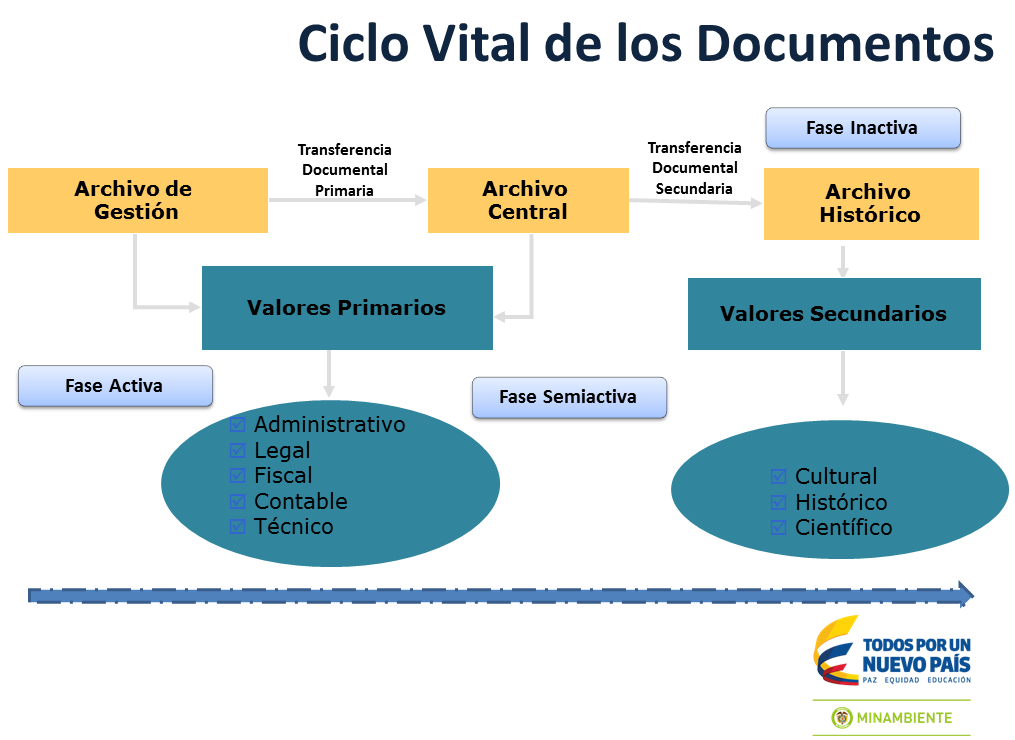 Ciclo Vital de los Documentos
Fase Inactiva
Transferencia
Documental
Primaria
Transferencia
Documental
Secundaria
Archivo de
Gestión
Archivo
Central
Archivo
Histórico
Valores Primarios
Valores Secundarios
Fase Activa
Fase Semiactiva
Administrativo
Legal
Fiscal
Contable
Técnico
Cultural
Histórico
Científico
TODOS POR UN
NUEVO PAÍS
PAZ EQUIDAD EDUCACIÓN
MINAMBIENTE